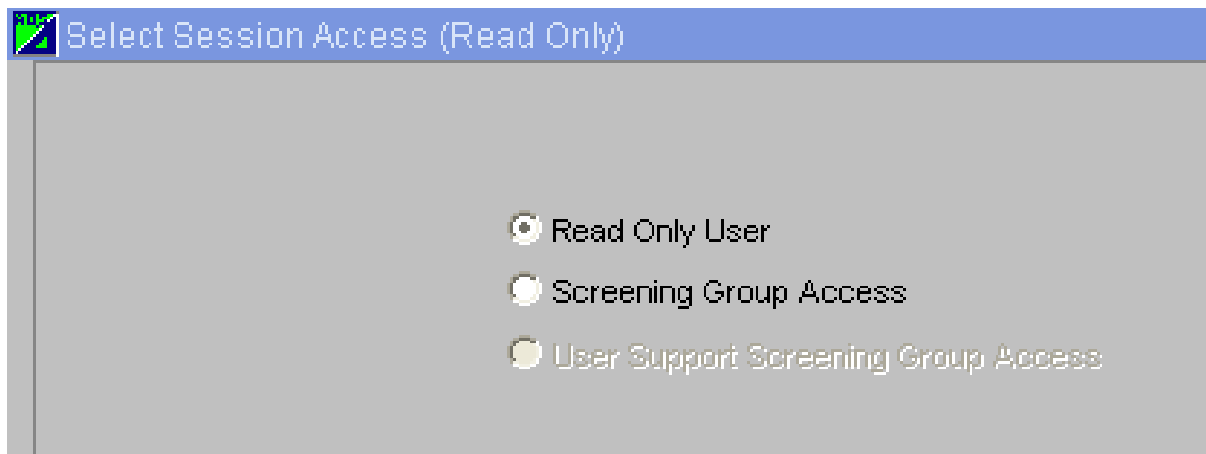 Select Session Access (Read Only)
Read Only User
Screening Group Access
User Support Screening Group Access